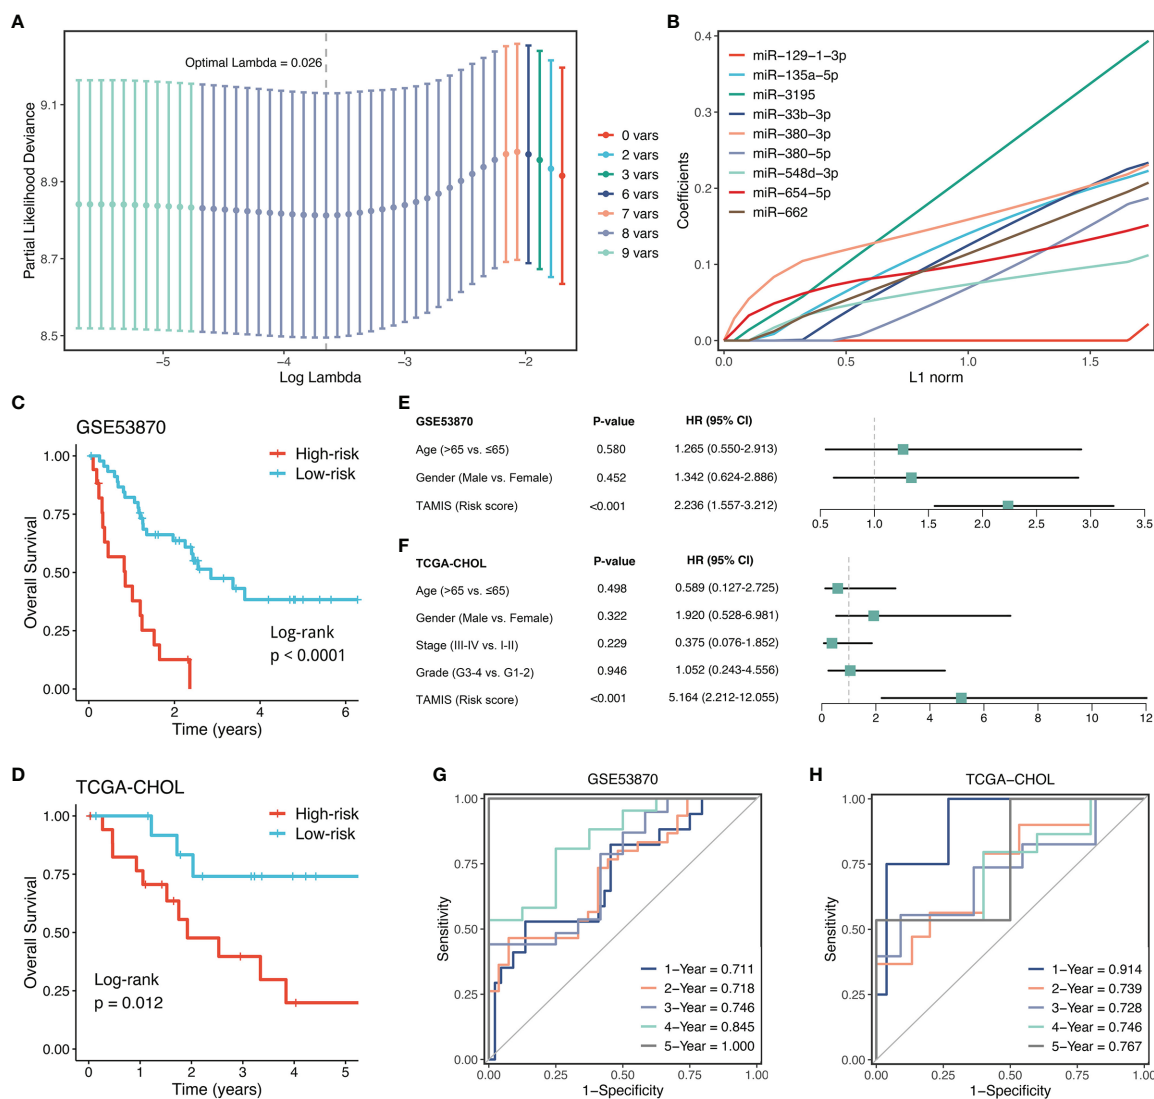 A
Optimal Lambda = 0.026
Partial Likelihood Deviance
9.1
8.9
8.7
8.5
−5
−4
−3
−2
Log Lambda
0 vars
2 vars
3 vars
6 vars
7 vars
8 vars
9 vars
B
Coefficients
0.4
0.3
0.2
0.1
0.0
0.0
0.5
1.0
1.5
L1 norm
miR−129−1−3p
miR−135a−5p
miR−3195
miR−33b−3p
miR−380−3p
miR−380−5p
miR−548d−3p
miR−654−5p
miR−662
C
GSE53870
High-risk
Low-risk
Overall Survival
1.00
0.75
0.50
0.25
0.00
Log-rank
p < 0.0001
0
2
4
6
Time (years)
D
TCGA-CHOL
High-risk
Low-risk
Overall Survival
1.00
0.75
0.50
0.25
0.00
Log-rank
p = 0.012
0
1
2
3
4
5
Time (years)
E
GSE53870 P-value HR (95% CI)
Age (>65 vs. ≤65) 0.580 1.265 (0.550-2.913)
Gender (Male vs. Female) 0.452 1.342 (0.624-2.886)
TAMIS (Risk score) <0.001 2.236 (1.557-3.212)
0.5 1.0 1.5 2.0 2.5 3.0 3.5
F
TCGA-CHOL P-value HR (95% CI)
Age (>65 vs. ≤65) 0.498 0.589 (0.127-2.725)
Gender (Male vs. Female) 0.322 1.920 (0.528-6.981)
Stage (III-IV vs. I-II) 0.229 0.375 (0.076-1.852)
Grade (G3-4 vs. G1-2) 0.946 1.052 (0.243-4.556)
TAMIS (Risk score) <0.001 5.164 (2.212-12.055)
0 2 4 6 8 10 12
G
GSE53870
Sensitivity
1.00
0.75
0.50
0.25
0.00
1−Year = 0.711
2−Year = 0.718
3−Year = 0.746
4−Year = 0.845
5−Year = 1.000
0.00 0.25 0.50 0.75 1.00
1−Specificity
H
TCGA−CHOL
Sensitivity
1.00
0.75
0.50
0.25
0.00
1−Year = 0.914
2−Year = 0.739
3−Year = 0.728
4−Year = 0.746
5−Year = 0.767
0.00 0.25 0.50 0.75 1.00
1−Specificity